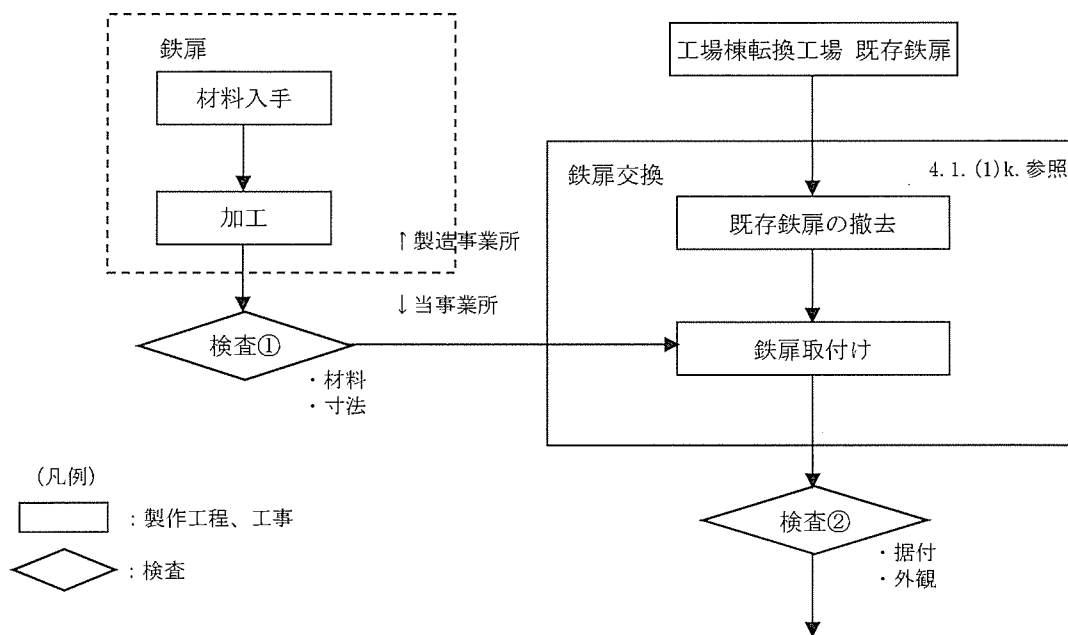 鉄扉
材料入手
加工
↑製造事業所
↓当事業所
検査①
・材料
・寸法
工場棟転換工場 既存鉄扉
鉄扉交換
4.1.(1)k.参照
既存鉄扉の撤去
鉄扉取付け
検査②
・据付
・外観
(凡例)
：製作工程、工事
：検査